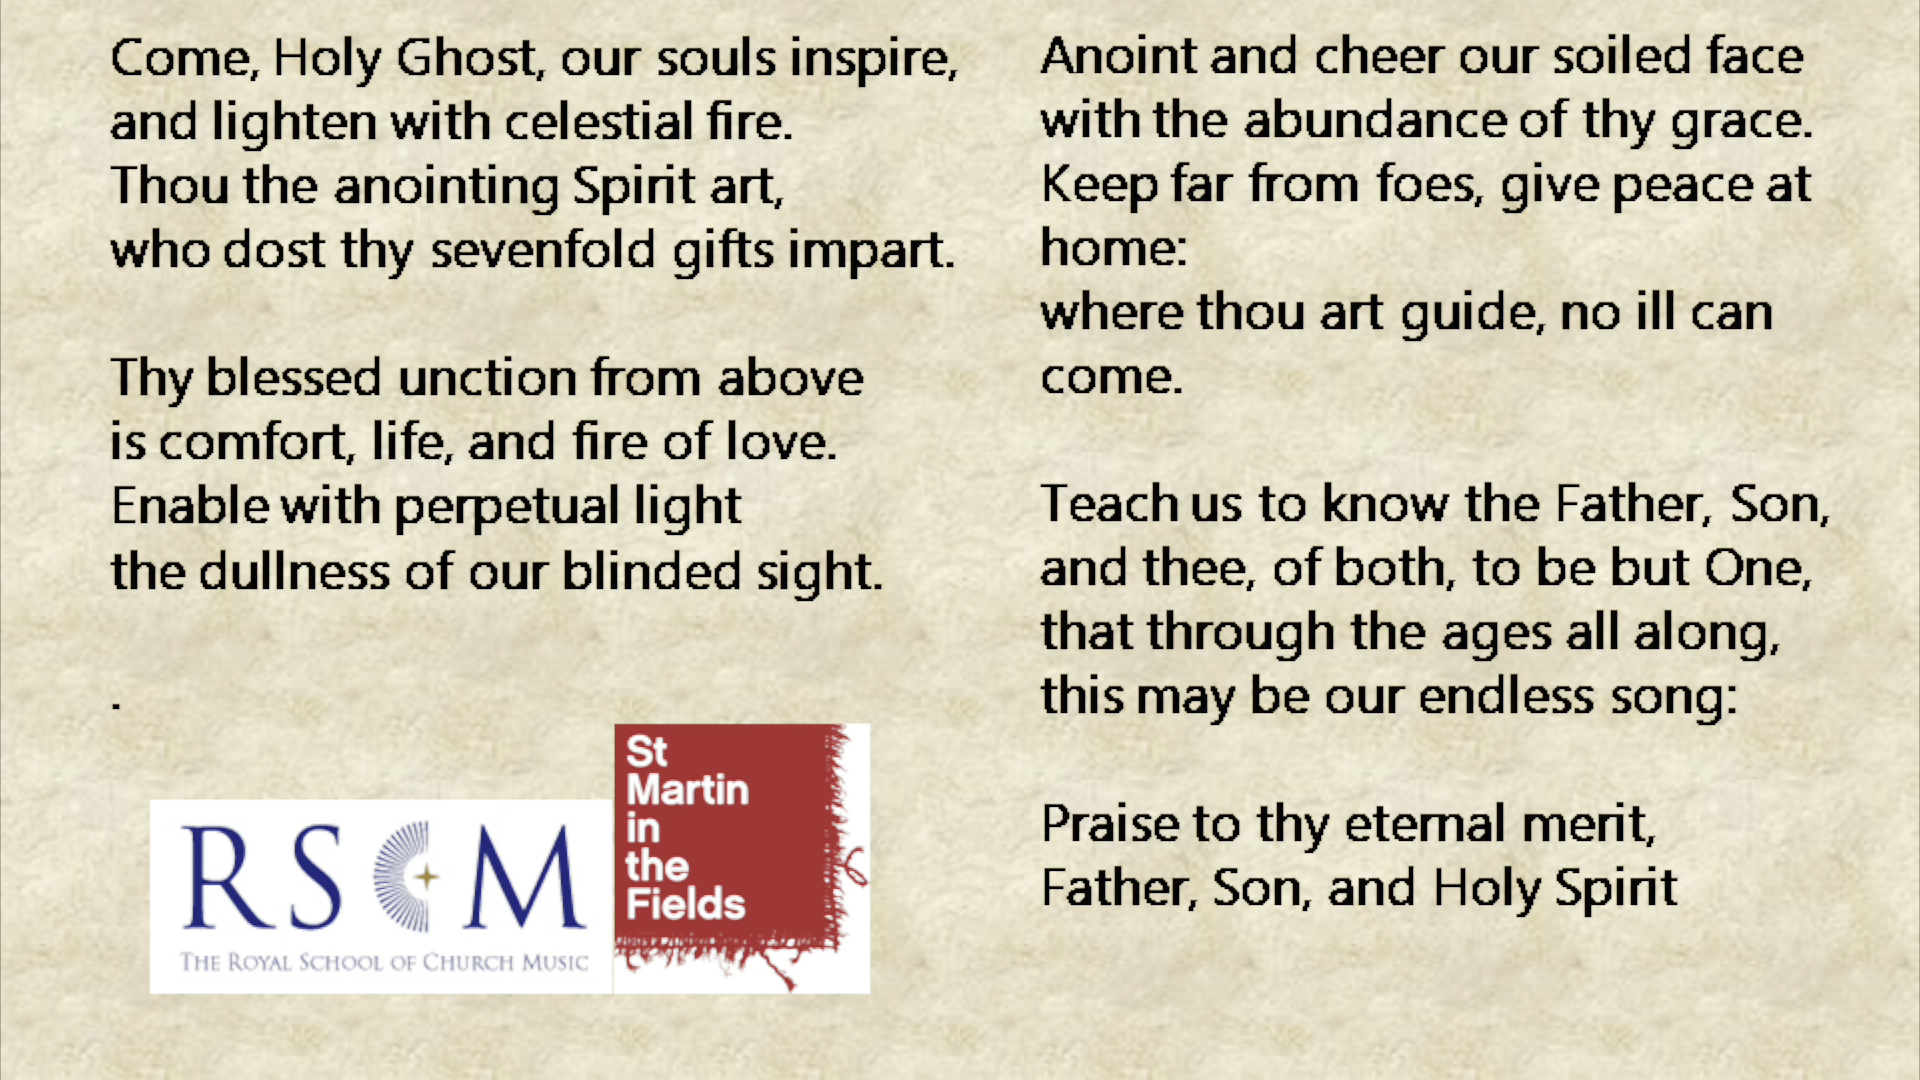 Come, Holy Ghost, our souls inspire,
and lighten with celestial fire.
Thou the anointing Spirit art,
who dost thy sevenfold gifts impart.
Thy blessed unction from above
is comfort, life, and fire of love.
Enable with perpetual light
the dullness of our blinded sight.
.
Anoint and cheer our soiled face
with the abundance of thy grace.
Keep far from foes, give peace at
home:
where thou art guide, no ill can
come.
Teach us to know the Father, Son,
and thee, of both, to be but One,
that through the ages all along,
this may be our endless song:
Praise to thy eternal merit,
Father, Son, and Holy Spirit
RSCM
THE ROYAL SCHOOL OF CHURCH MUSIC
St
Martin
in
the
Fields